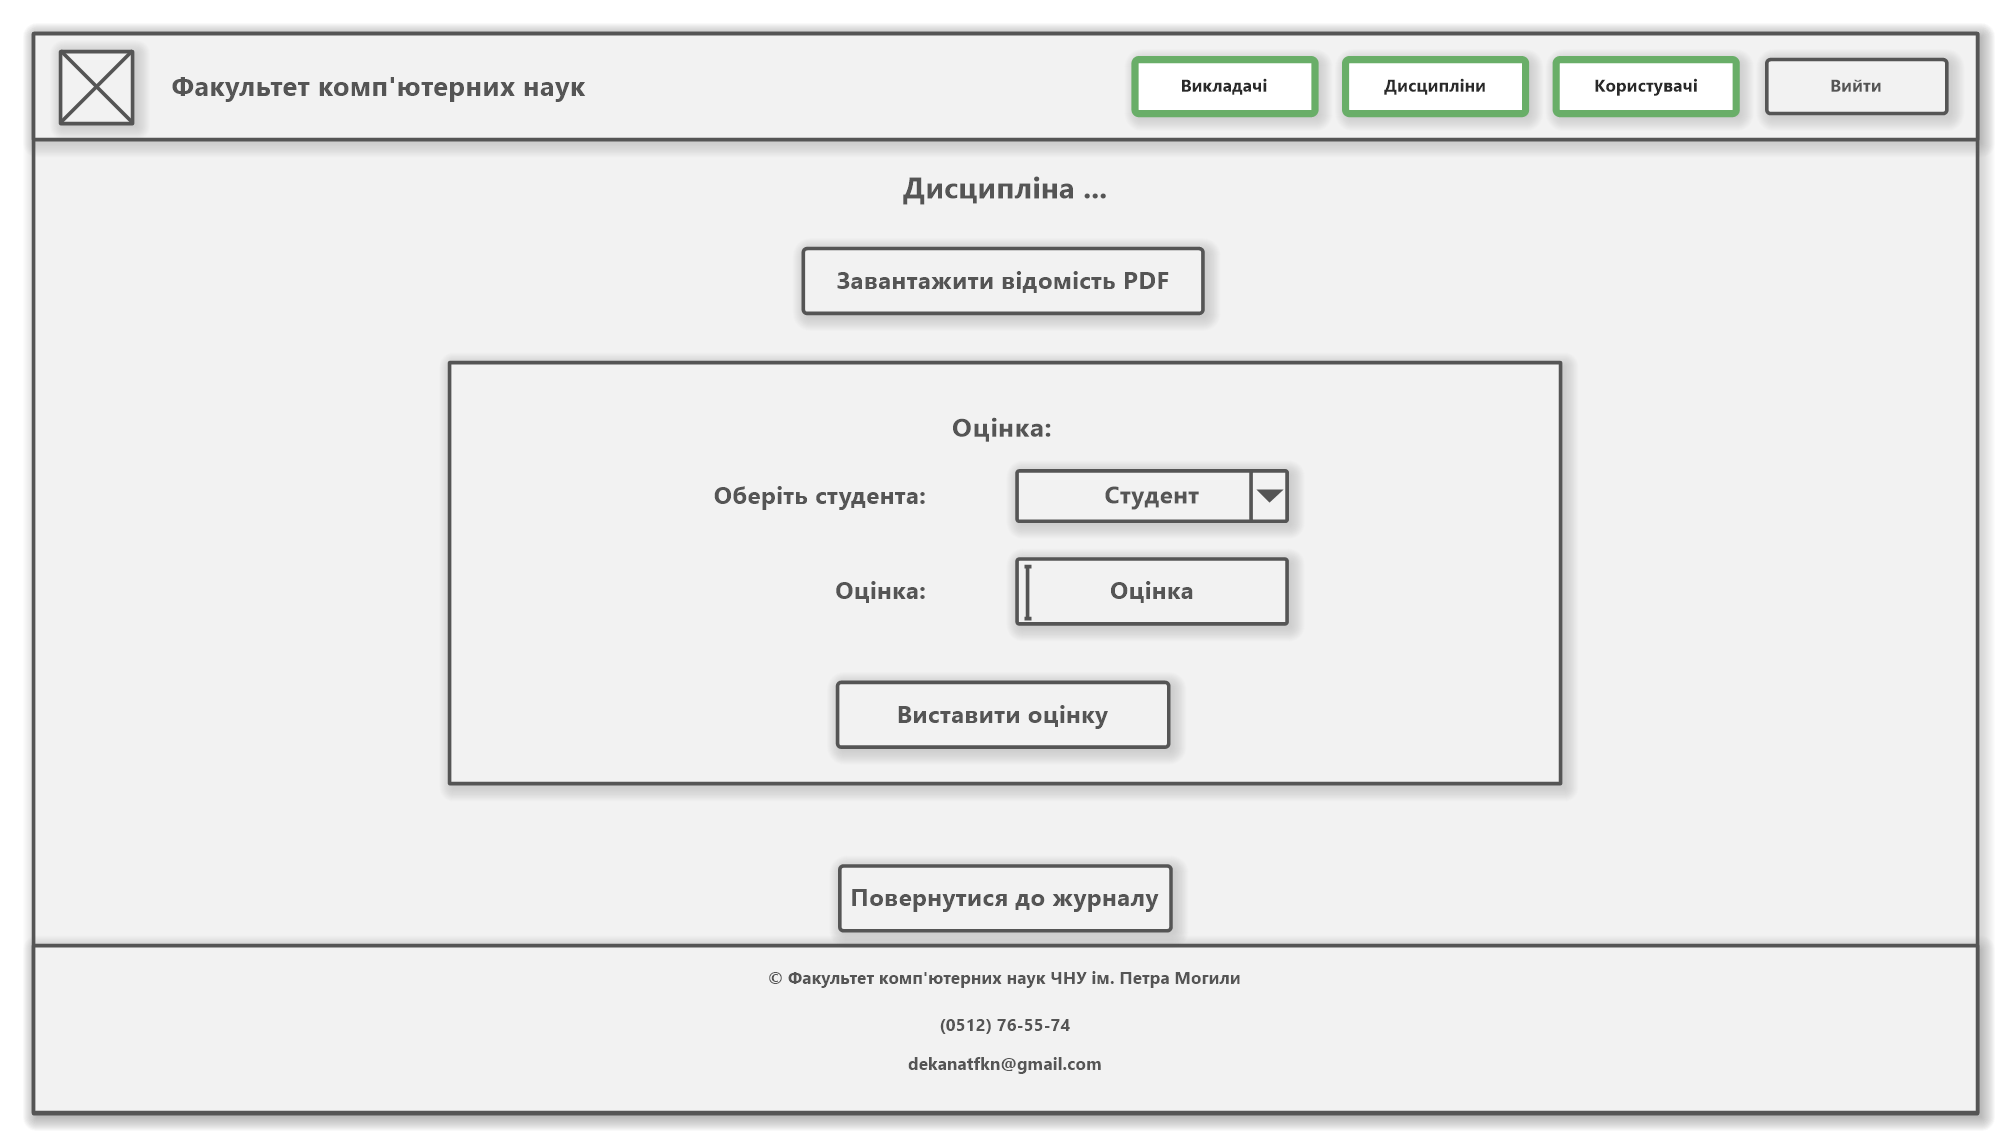 Факультет комп'ютерних наук
Викладачі
Дисципліни
Користувачі
Вийти
Дисципліна ...
Завантажити відомість PDF
Оцінка:
Оберіть студента:
Студент
Оцінка:
Оцінка
Виставити оцінку
Повернутися до журналу
© Факультет комп'ютерних наук ЧНУ ім. Петра Могили
(0512) 76-55-74
dekanatfkn@gmail.com